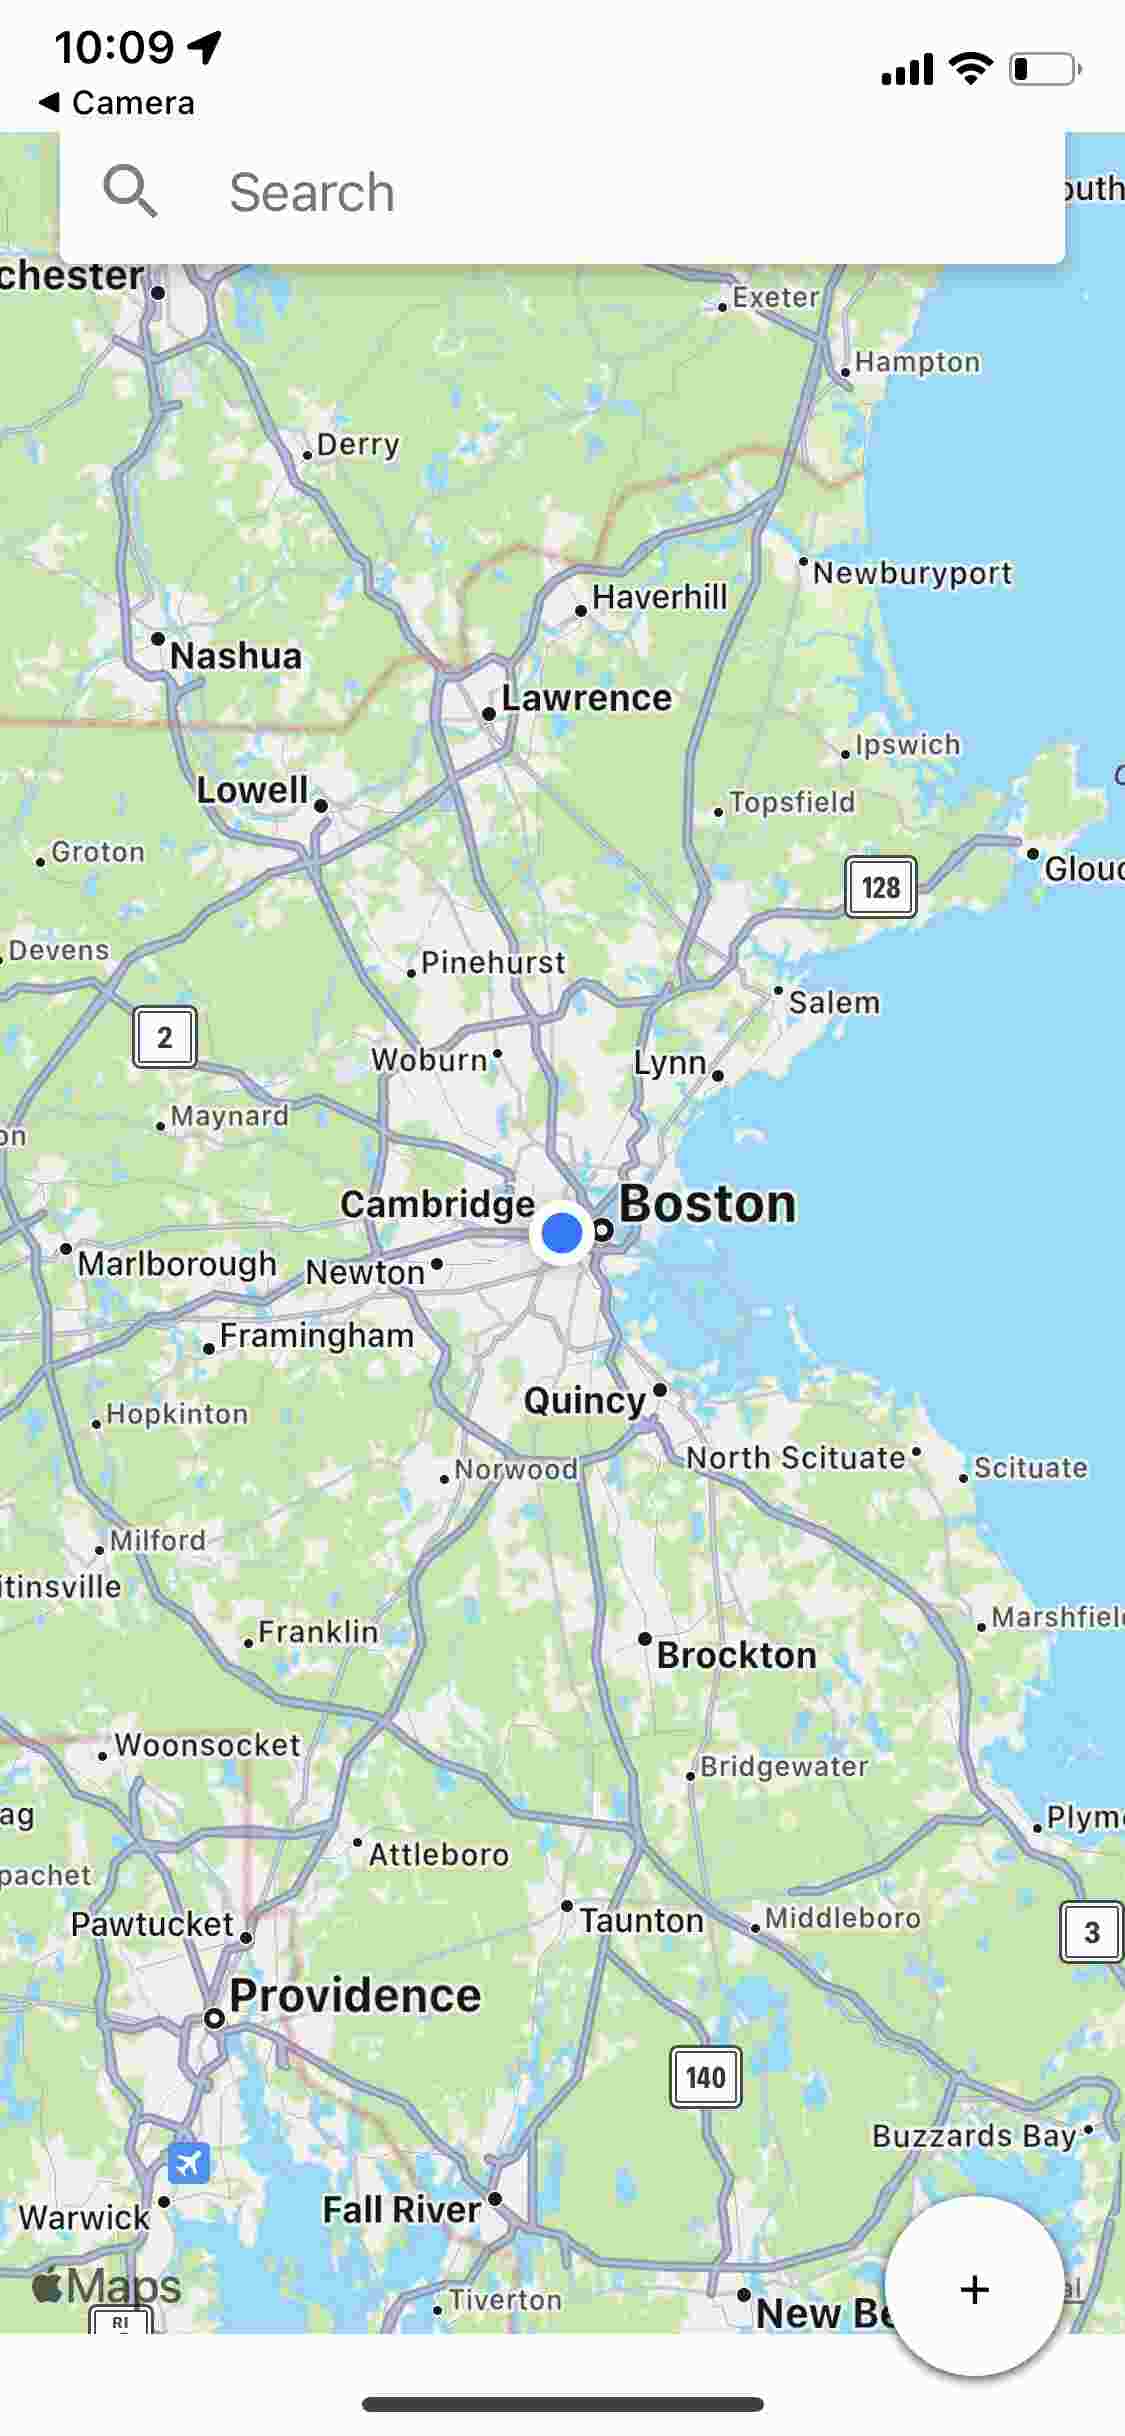 10:09
◀ Camera
Search
outh
chester
Exeter
Hampton
Derry
Newburyport
Haverhill
Nashua
Lawrence
Ipswich
Lowell
Topsfield
Groton
Glouc
128
Devens
Pinehurst
Salem
2
Woburn
Lynn
Maynard
on
Cambridge
Boston
Marlborough
Newton
Framingham
Quincy
Hopkinton
North Scituate
Scituate
Norwood
Milford
itinsville
Marshfield
Franklin
Brockton
Woonsocket
Bridgewater
ag
Plymo
Attleboro
pachet
Pawtucket
Taunton
Middleboro
3
Providence
140
Buzzards Bay
Warwick
Fall River
Maps
Tiverton
al
+
RI
New Be